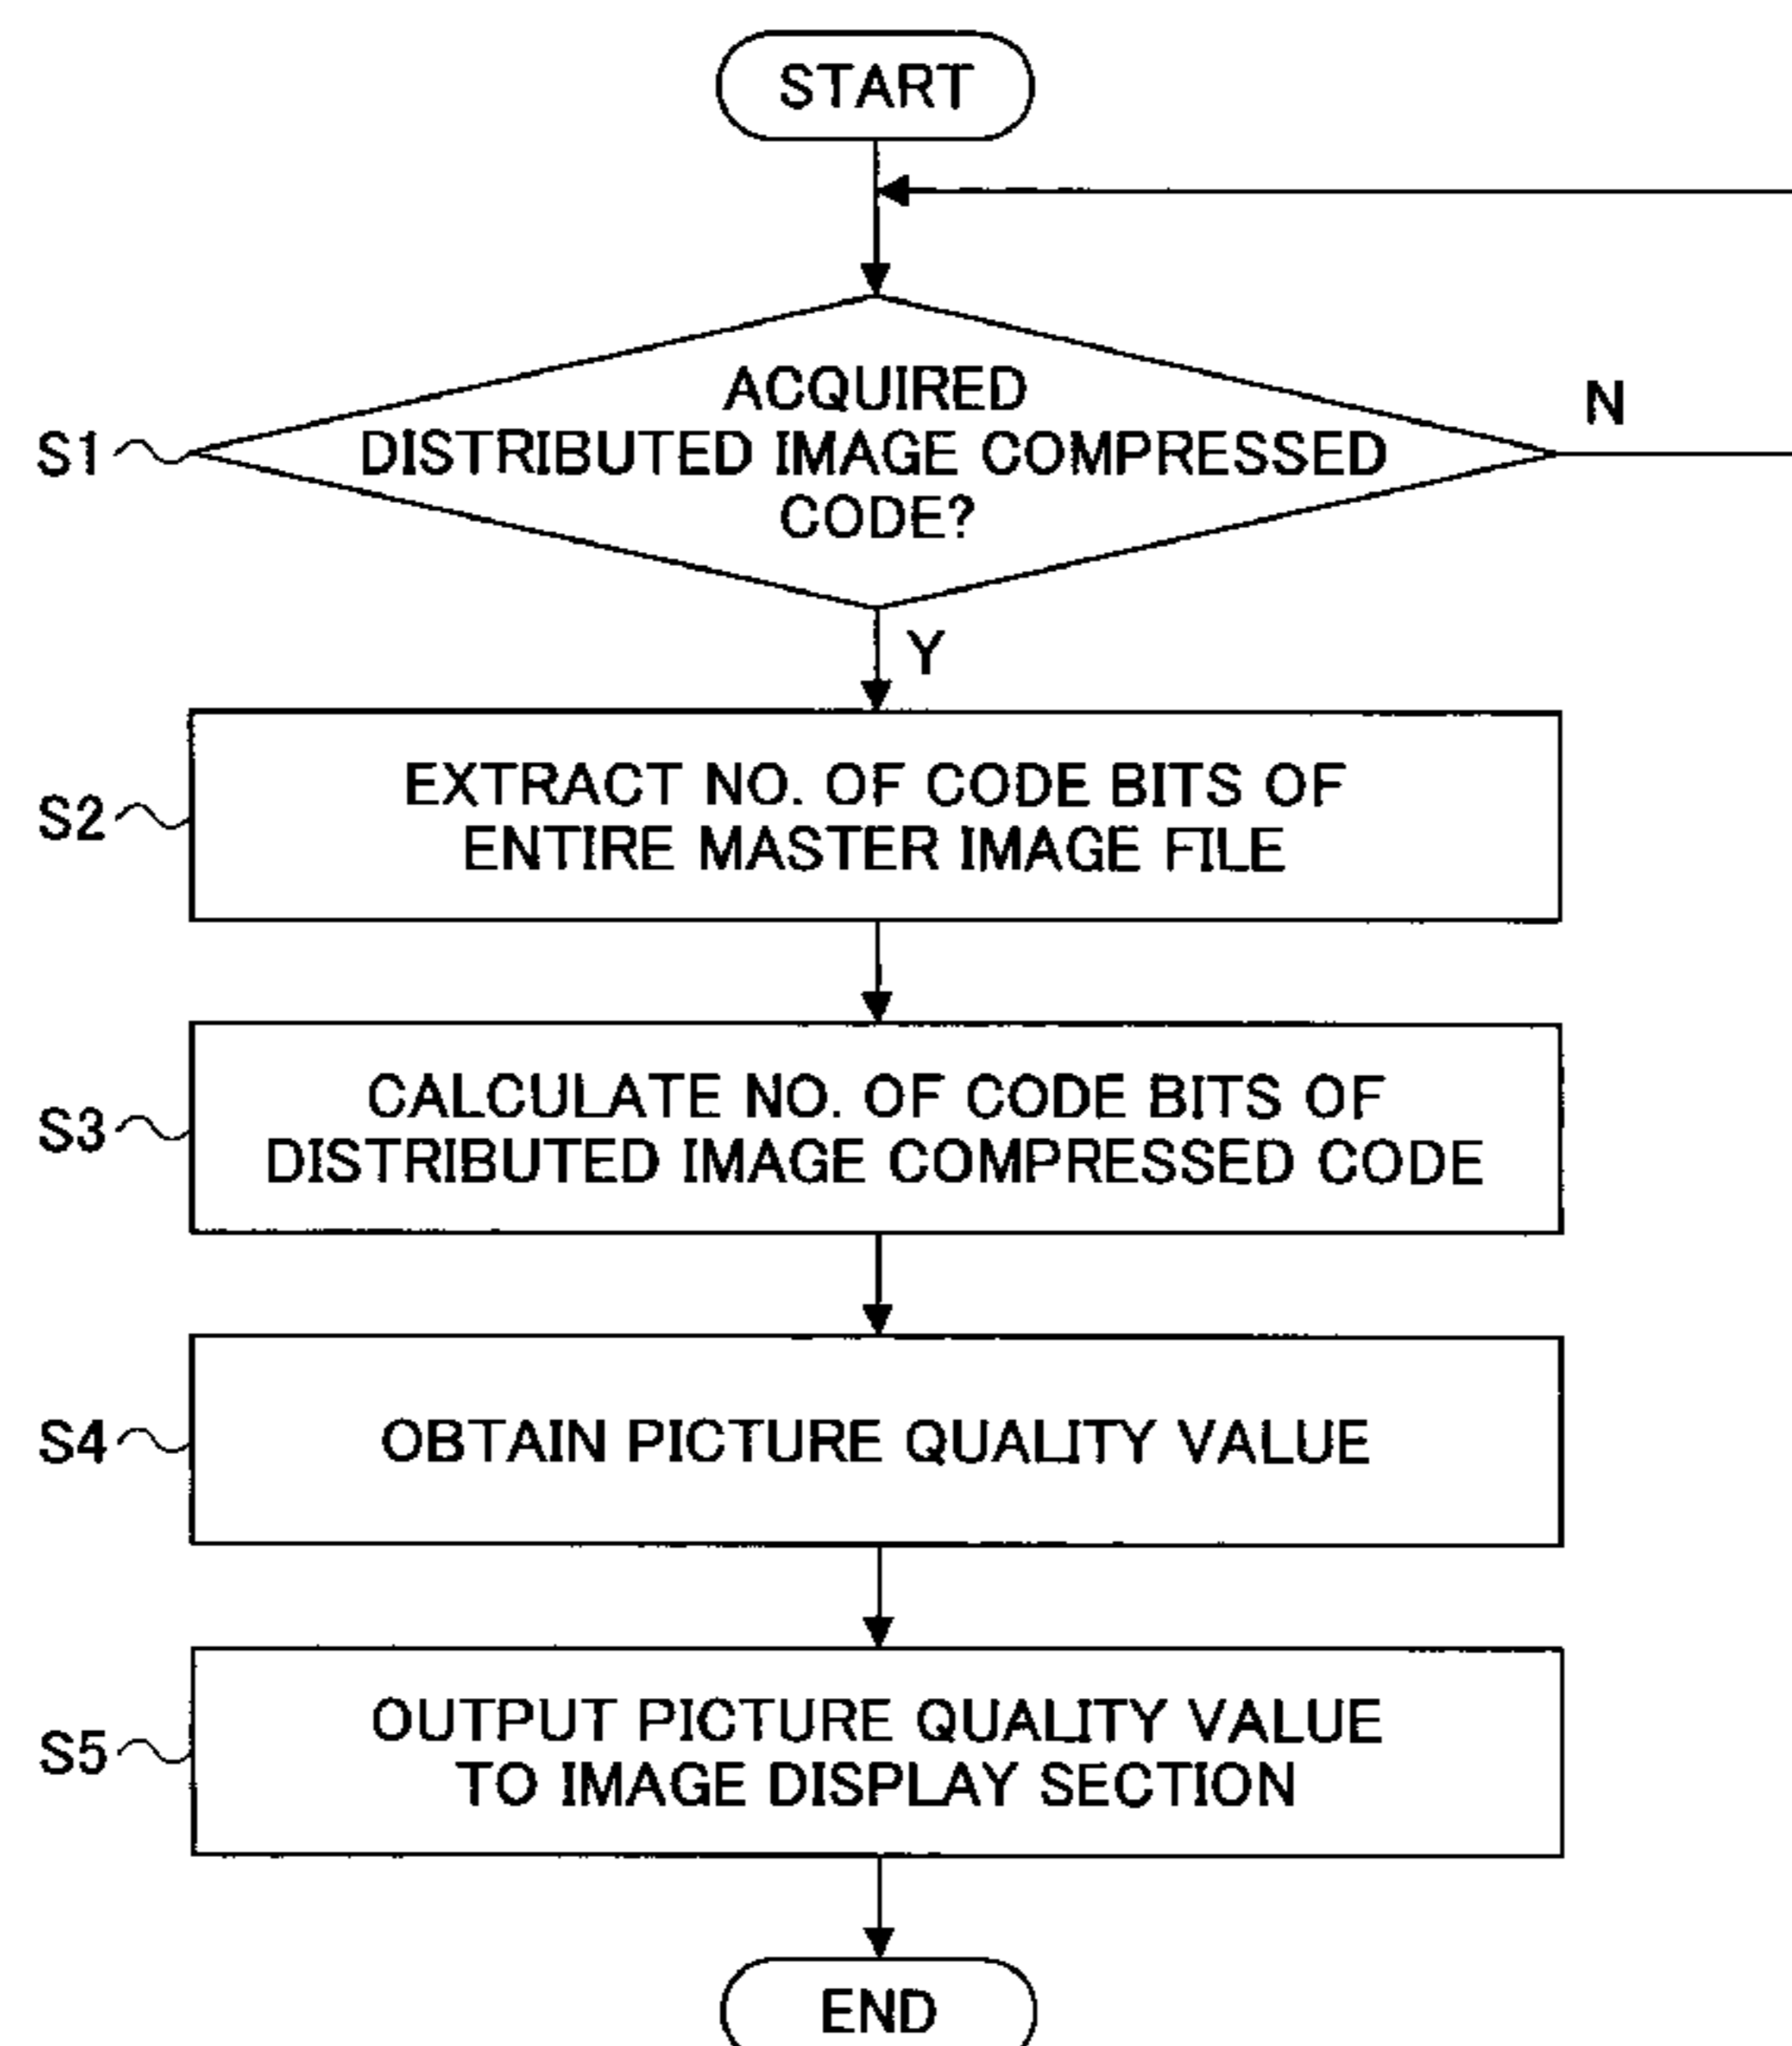 START
ACQUIRED
DISTRIBUTED IMAGE COMPRESSED
CODE?
N
S1
Y
S2
EXTRACT NO. OF CODE BITS OF
ENTIRE MASTER IMAGE FILE
S3
CALCULATE NO. OF CODE BITS OF
DISTRIBUTED IMAGE COMPRESSED CODE
S4
OBTAIN PICTURE QUALITY VALUE
S5
OUTPUT PICTURE QUALITY VALUE
TO IMAGE DISPLAY SECTION
END